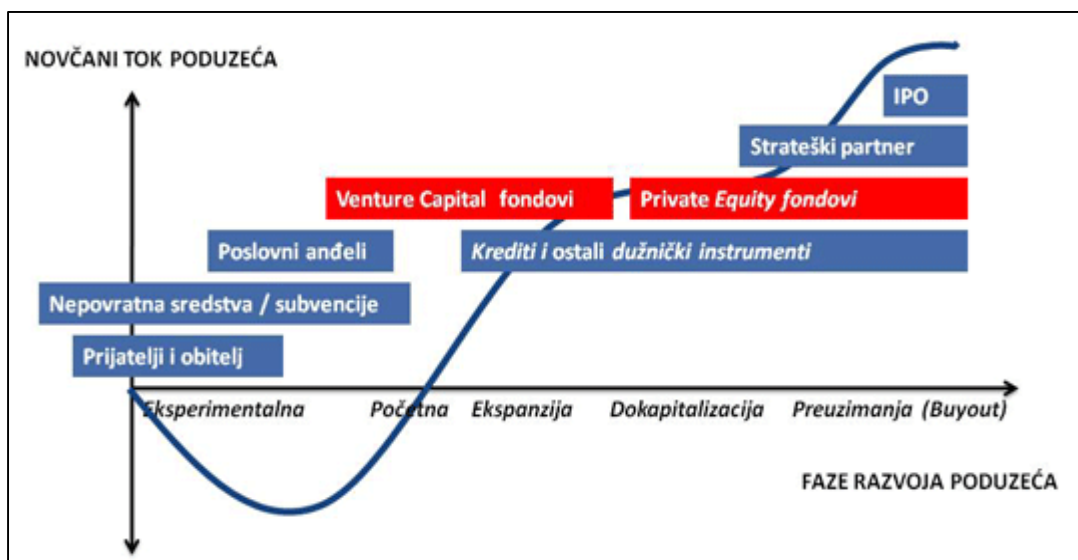 NOVČANI TOK PODUZEĆA
IPO
Strateški partner
Venture Capital fondovi
Private Equity fondovi
Poslovni anđeli
Krediti i ostali dužnički instrumenti
Nepovratna sredstva / subvencije
Prijatelji i obitelj
Eksperimentalna
Početna
Ekspanzija
Dokapitalizacija
Preuzimanja (Buyout)
FAZE RAZVOJA PODUZEĆA